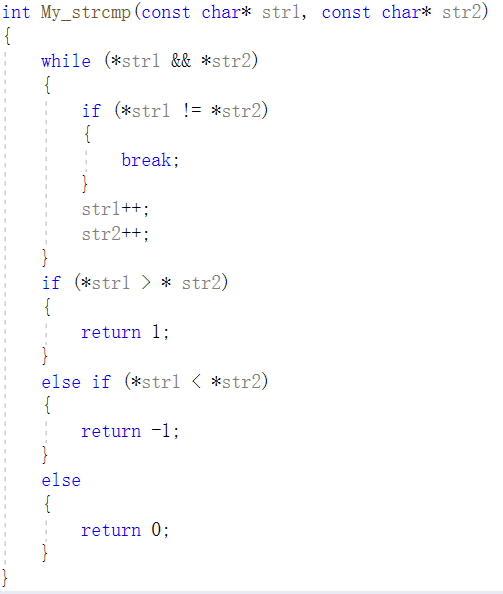 int My_strcmp(const char* str1, const char* str2)
{
    while (*str1 && *str2)
    {
        if (*str1 != *str2)
        {
            break;
        }
        str1++;
        str2++;
    }
    if (*str1 > * str2)
    {
        return 1;
    }
    else if (*str1 < *str2)
    {
        return -1;
    }
    else
    {
        return 0;
    }
}